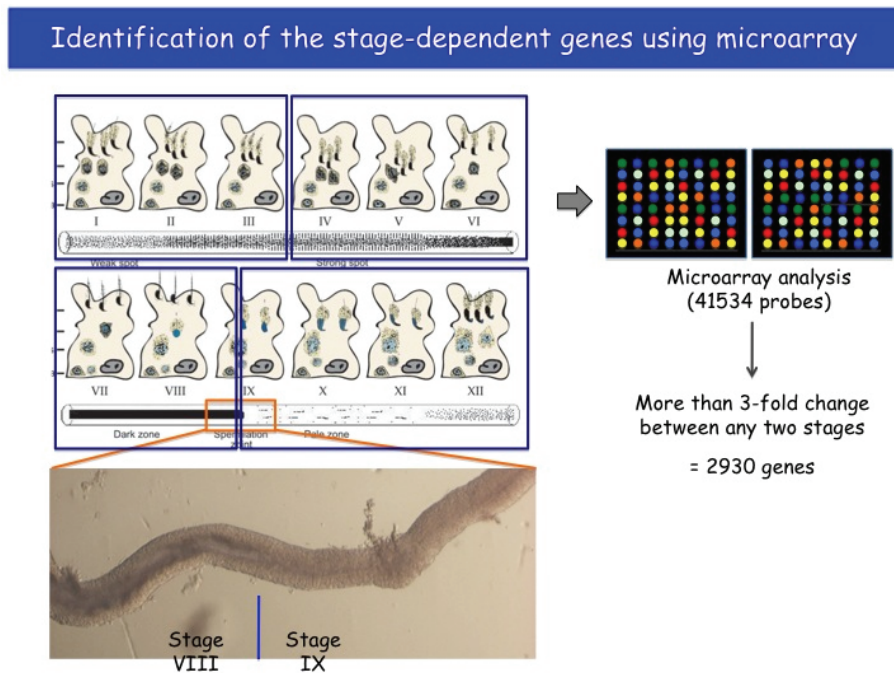 Identification of the stage-dependent genes using microarray
I II III IV V VI
Weak spot Strong spot
VII VIII IX X XI XII
Dark zone Spermiation Pale zone
point
Stage
VIII
Stage
IX
Microarray analysis
(41534 probes)
More than 3-fold change
between any two stages
= 2930 genes